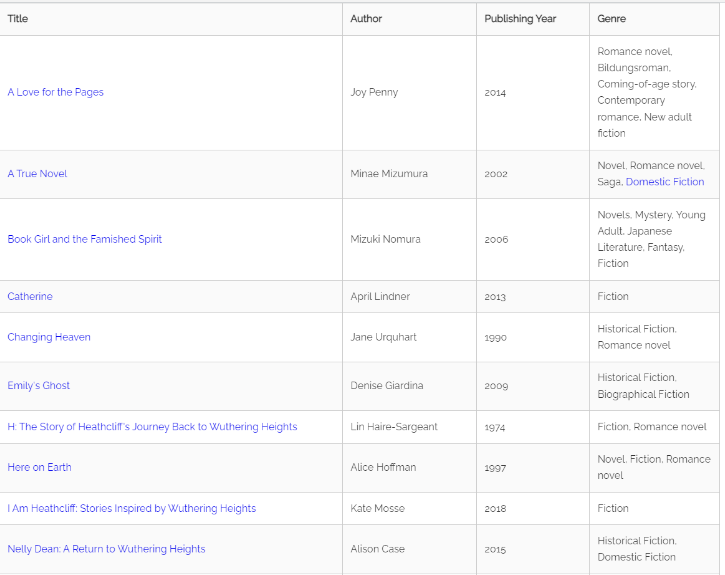 Title Author Publishing Year Genre
A Love for the Pages Joy Penny 2014 Romance novel,
Bildungsroman,
Coming-of-age story,
Contemporary
romance, New adult
fiction
A True Novel Minae Mizumura 2002 Novel, Romance novel,
Saga, Domestic Fiction
Book Girl and the Famished Spirit Mizuki Nomura 2006 Novels, Mystery, Young
Adult, Japanese
Literature, Fantasy,
Fiction
Catherine April Lindner 2013 Fiction
Changing Heaven Jane Urquhart 1990 Historical Fiction,
Romance novel
Emily's Ghost Denise Giardina 2009 Historical Fiction,
Biographical Fiction
H: The Story of Heathcliff's Journey Back to Wuthering Heights Lin Haire-Sargeant 1974 Fiction, Romance novel
Here on Earth Alice Hoffman 1997 Novel, Fiction, Romance
novel
I Am Heathcliff: Stories Inspired by Wuthering Heights Kate Mosse 2018 Fiction
Nelly Dean: A Return to Wuthering Heights Alison Case 2015 Historical Fiction,
Domestic Fiction